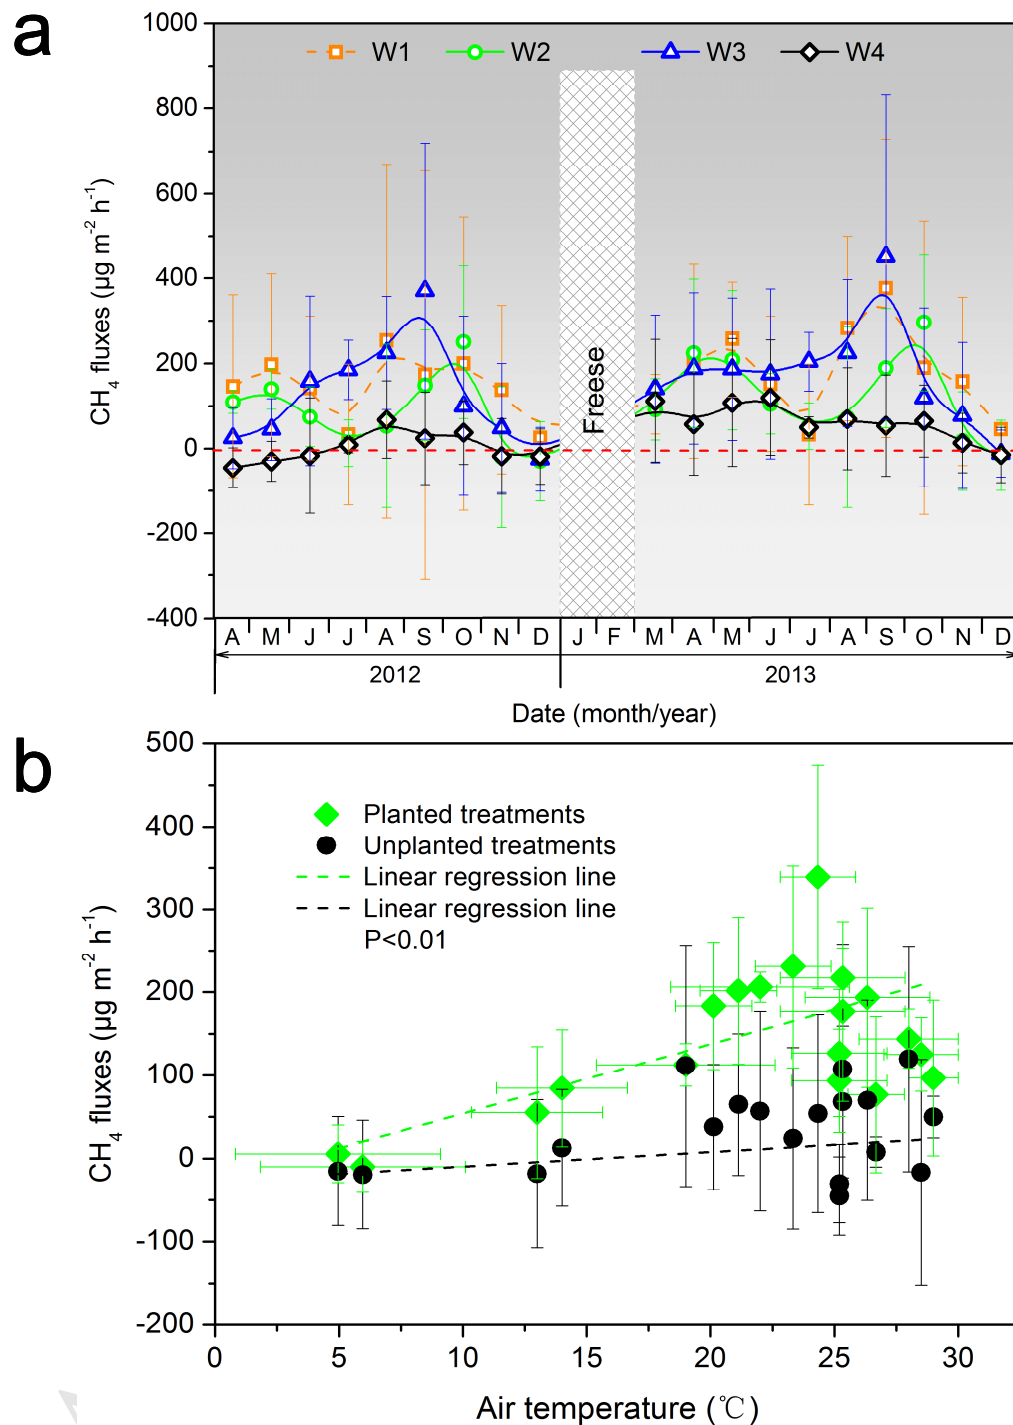 a
1000
800
600
400
200
0
-200
-400
CH4 fluxes (μg m-2 h-1)
W1 W2 W3 W4
Freese
A M J J A S O N D J F M A M J J A S O N D
2012 2013
Date (month/year)
b
500
400
300
200
100
0
-100
-200
CH4 fluxes (μg m-2 h-1)
Planted treatments
Unplanted treatments
Linear regression line
Linear regression line
P<0.01
0 5 10 15 20 25 30
Air temperature (℃)